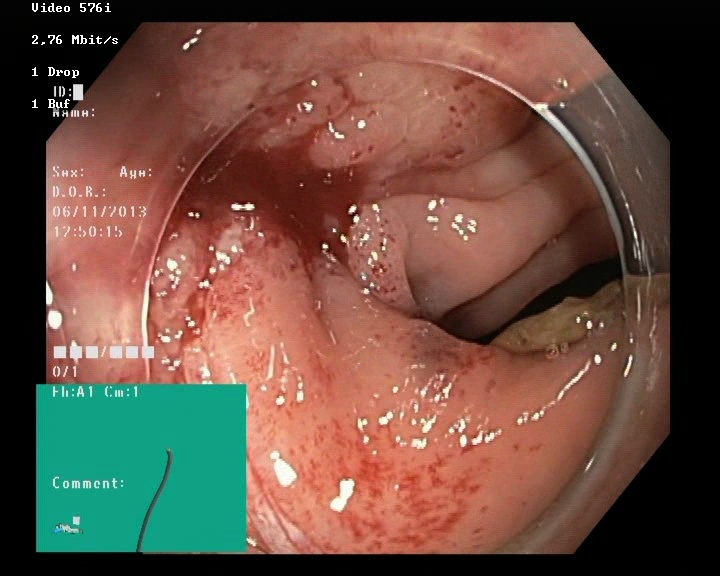 Video 576i
2,76 Mbit/s
1 Drop
ID:
1 Buf
Name:
Sex: Age:
D.O.B.:
06/11/2013
12:50:15
0/1
Eh:A1 Cm:1
Comment: